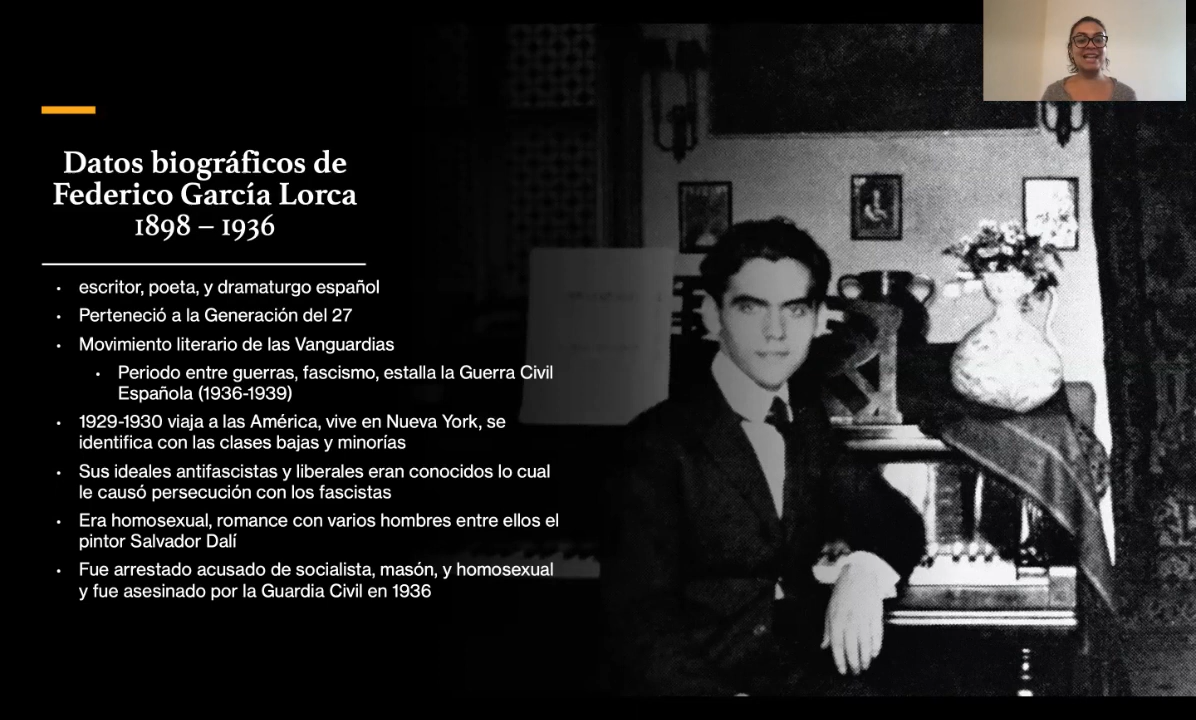 Datos biográficos de
Federico García Lorca
1898 – 1936
• escritor, poeta, y dramaturgo español
• Perteneció a la Generación del 27
• Movimiento literario de las Vanguardias
• Periodo entre guerras, fascismo, estalla la Guerra Civil
Española (1936-1939)
• 1929-1930 viaja a las América, vive en Nueva York, se
identifica con las clases bajas y minorías
• Sus ideales antifascistas y liberales eran conocidos lo cual
le causó persecución con los fascistas
• Era homosexual, romance con varios hombres entre ellos el
pintor Salvador Dalí
• Fue arrestado acusado de socialista, masón, y homosexual
y fue asesinado por la Guardia Civil en 1936